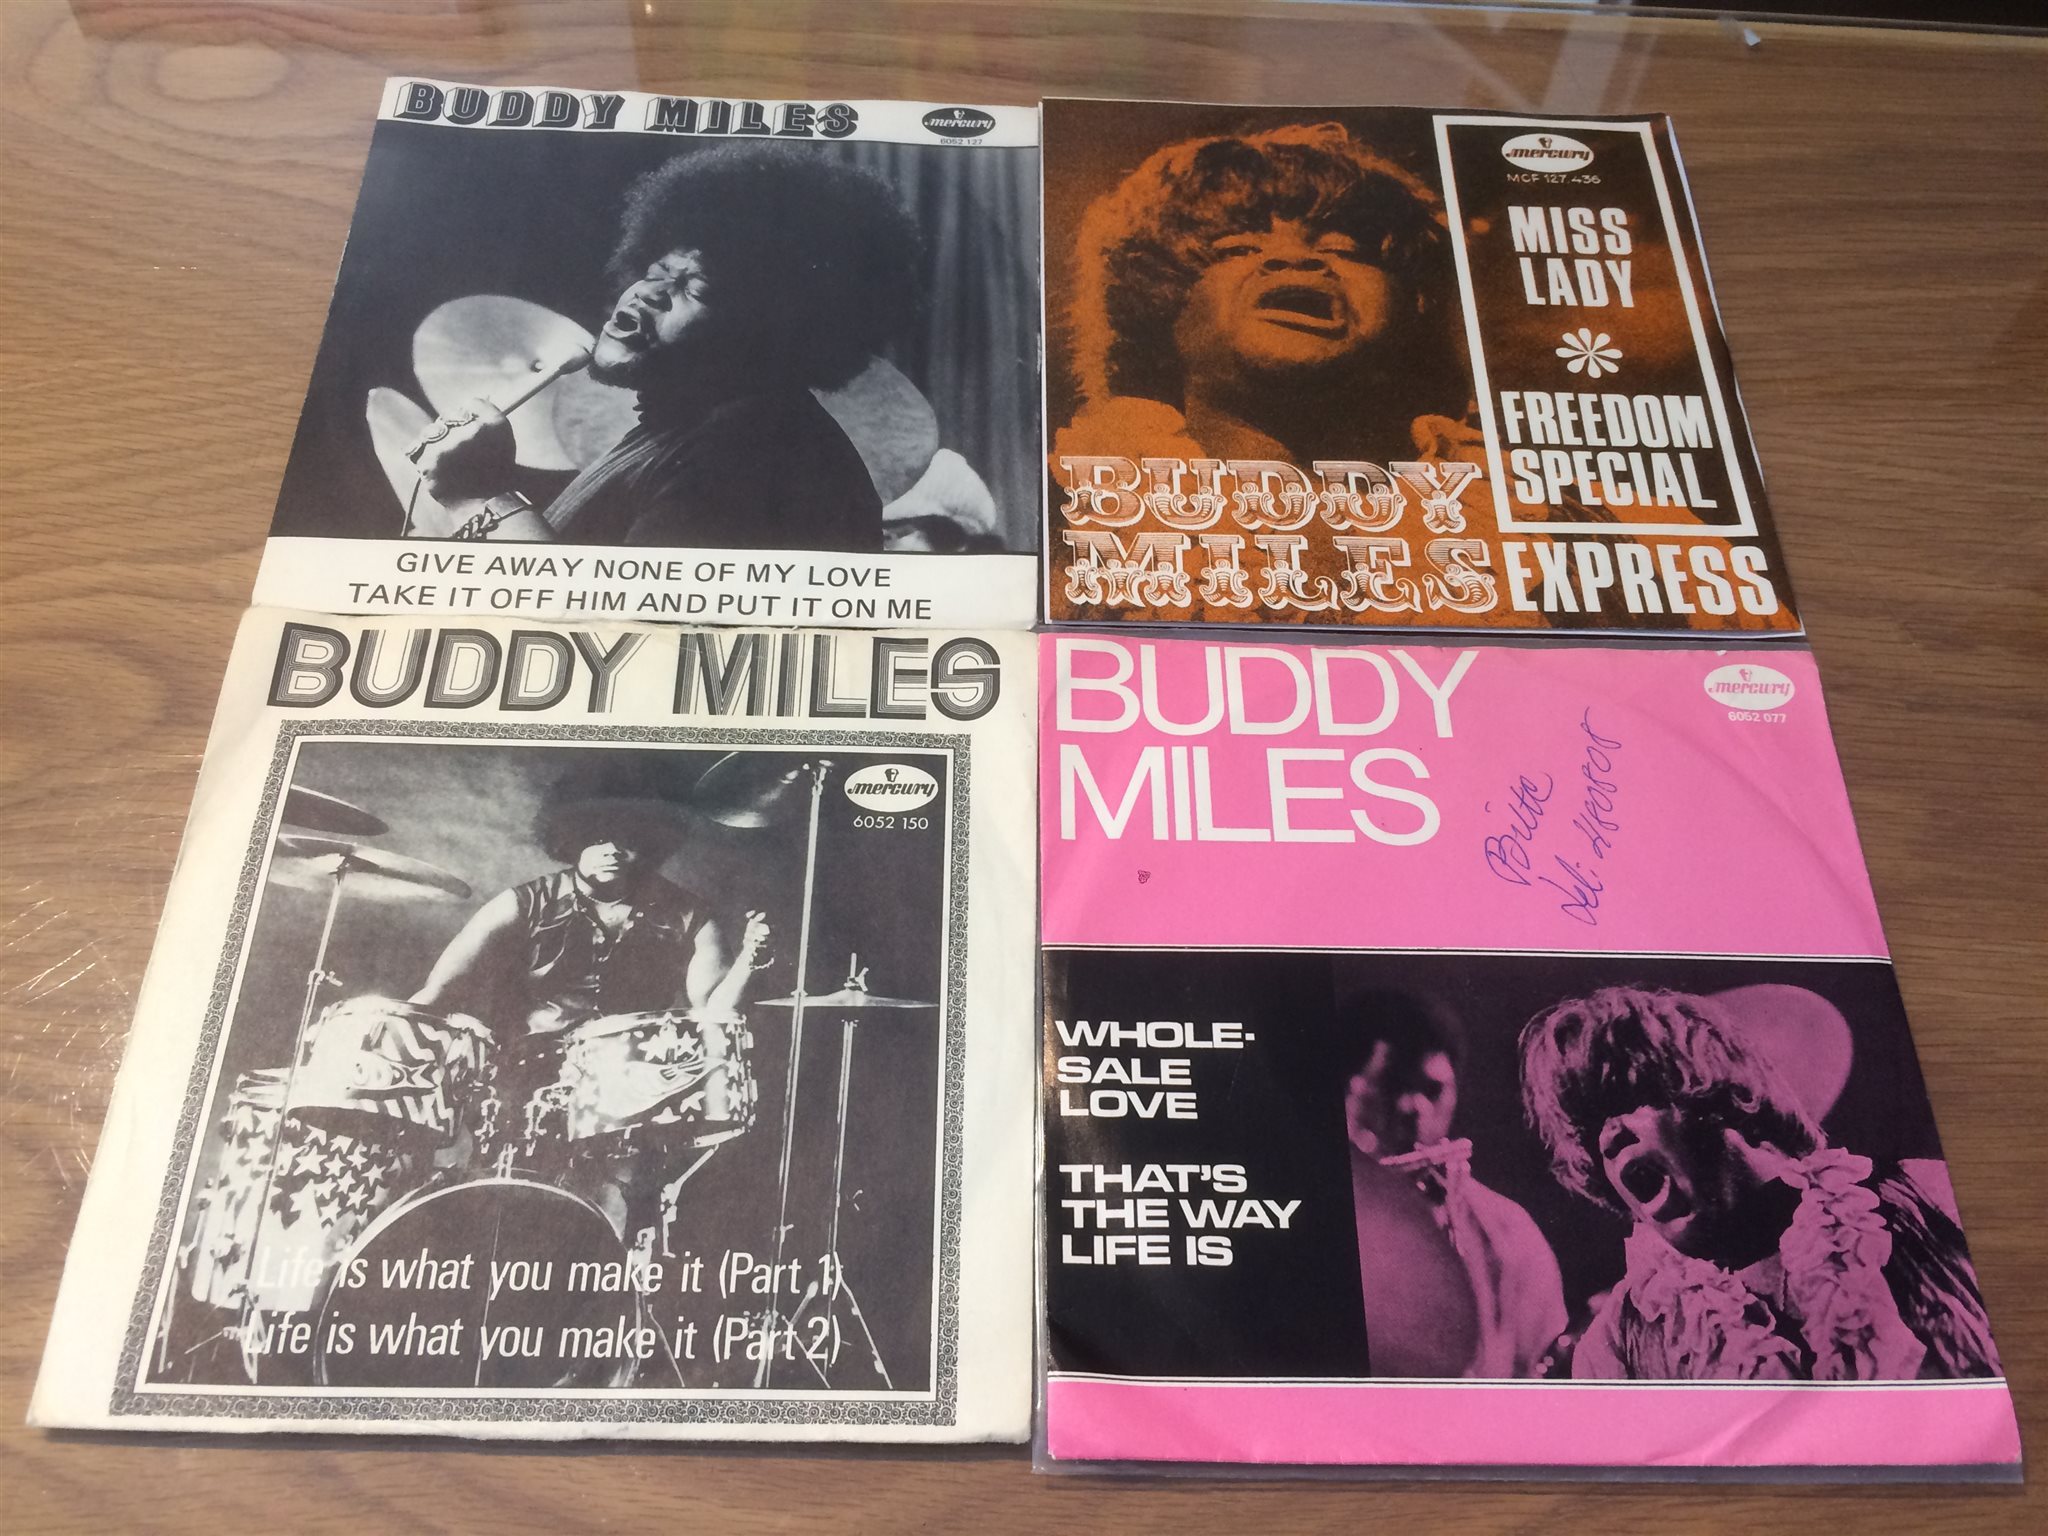 BUDDY MILES
mercury
6052 127
GIVE AWAY NONE OF MY LOVE
TAKE IT OFF HIM AND PUT IT ON ME
mercury
MCF 127.436
MISS
LADY
FREEDOM
SPECIAL
BUDDY
MILES EXPRESS
BUDDY MILES
mercury
6052 150
Life is what you make it (Part 1)
Life is what you make it (Part 2)
BUDDY
MILES
mercury
6052 077
WHOLE-
SALE
LOVE
THAT'S
THE WAY
LIFE IS